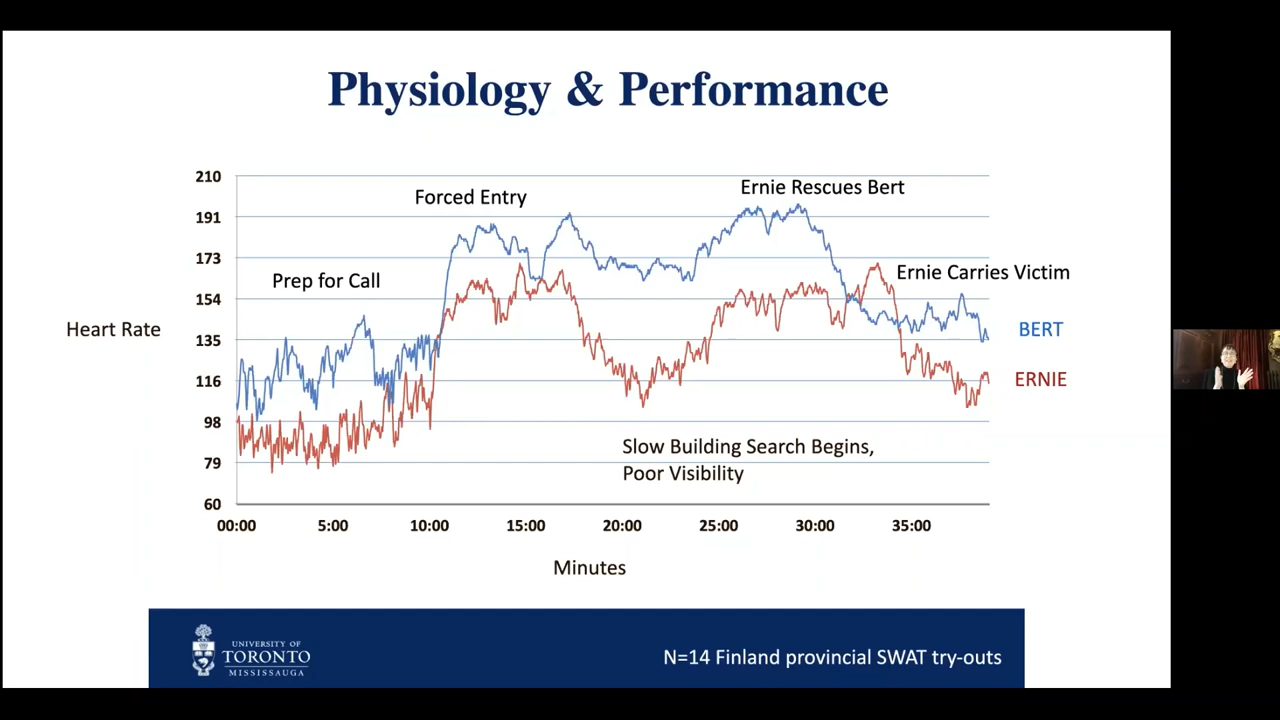 Physiology & Performance
210
191
173
154
135
116
98
79
60
Heart Rate
Prep for Call
Forced Entry
Ernie Rescues Bert
Ernie Carries Victim
BERT
ERNIE
Slow Building Search Begins,
Poor Visibility
00:00 5:00 10:00 15:00 20:00 25:00 30:00 35:00
Minutes
UNIVERSITY OF
TORONTO
MISSISSAUGA
N=14 Finland provincial SWAT try-outs